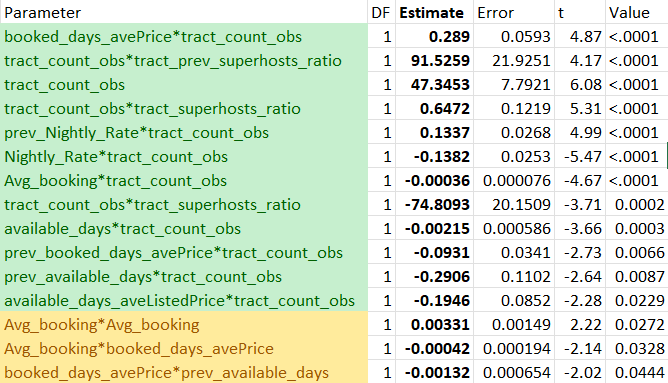 Parameter DF Estimate Error t Value
booked_days_avePrice*tract_count_obs 1 0.289 0.0593 4.87 <.0001
tract_count_obs*tract_prev_superhosts_ratio 1 91.5259 21.9251 4.17 <.0001
tract_count_obs 1 47.3453 7.7921 6.08 <.0001
tract_count_obs*tract_superhosts_ratio 1 0.6472 0.1219 5.31 <.0001
prev_Nightly_Rate*tract_count_obs 1 0.1337 0.0268 4.99 <.0001
Nightly_Rate*tract_count_obs 1 -0.1382 0.0253 -5.47 <.0001
Avg_booking*tract_count_obs 1 -0.00036 0.000076 -4.67 <.0001
tract_count_obs*tract_superhosts_ratio 1 -74.8093 20.1509 -3.71 0.0002
available_days*tract_count_obs 1 -0.00215 0.000586 -3.66 0.0003
prev_booked_days_avePrice*tract_count_obs 1 -0.0931 0.0341 -2.73 0.0066
prev_available_days*tract_count_obs 1 -0.2906 0.1102 -2.64 0.0087
available_days_aveListedPrice*tract_count_obs 1 -0.1946 0.0852 -2.28 0.0229
Avg_booking*Avg_booking 1 0.00331 0.00149 2.22 0.0272
Avg_booking*booked_days_avePrice 1 -0.00042 0.000194 -2.14 0.0328
booked_days_avePrice*prev_available_days 1 -0.00132 0.000654 -2.02 0.0444